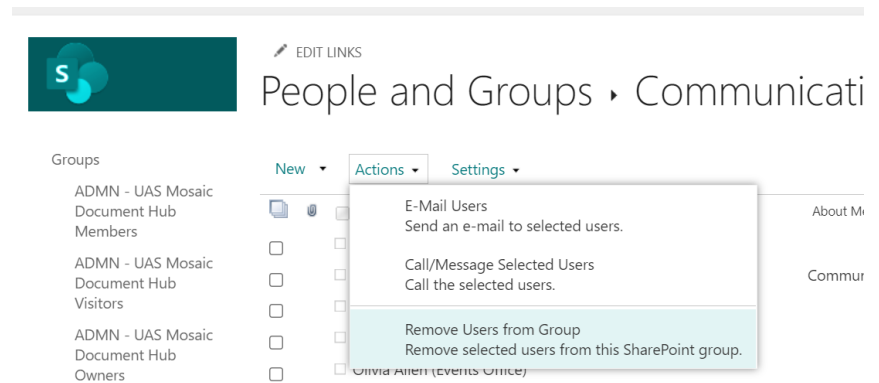 S
EDIT LINKS
People and Groups ▸ Communicati
Groups
ADMN - UAS Mosaic
Document Hub
Members
ADMN - UAS Mosaic
Document Hub
Visitors
ADMN - UAS Mosaic
Document Hub
Owners
New ▾ Actions ▾ Settings ▾
About Me
E-Mail Users
Send an e-mail to selected users.
Call/Message Selected Users
Call the selected users.
Commun
Remove Users from Group
Remove selected users from this SharePoint group.
Olivia Allen (Events Office)